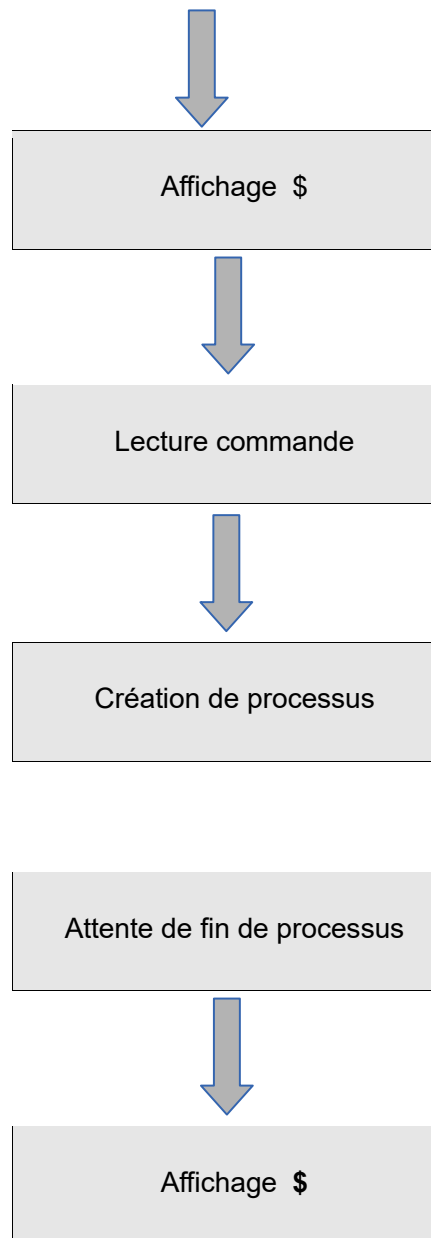 Affichage $
Lecture commande
Création de processus
Attente de fin de processus
Affichage $